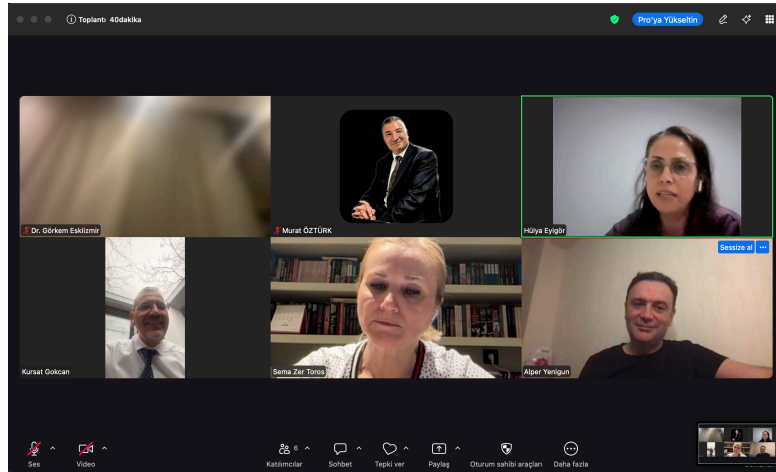 Toplantı 40dakika
Pro'ya Yükseltin
Dr. Görkem Eskiizmir
Murat ÖZTÜRK
Hülya Eyigör
Sessize al
Kursat Gokcan
Sema Zer Toros
Alper Yenigun
Ses
Video
Katılımcılar
6
Sohbet
Tepki ver
Paylaş
Oturum sahibi araçları
Daha fazla